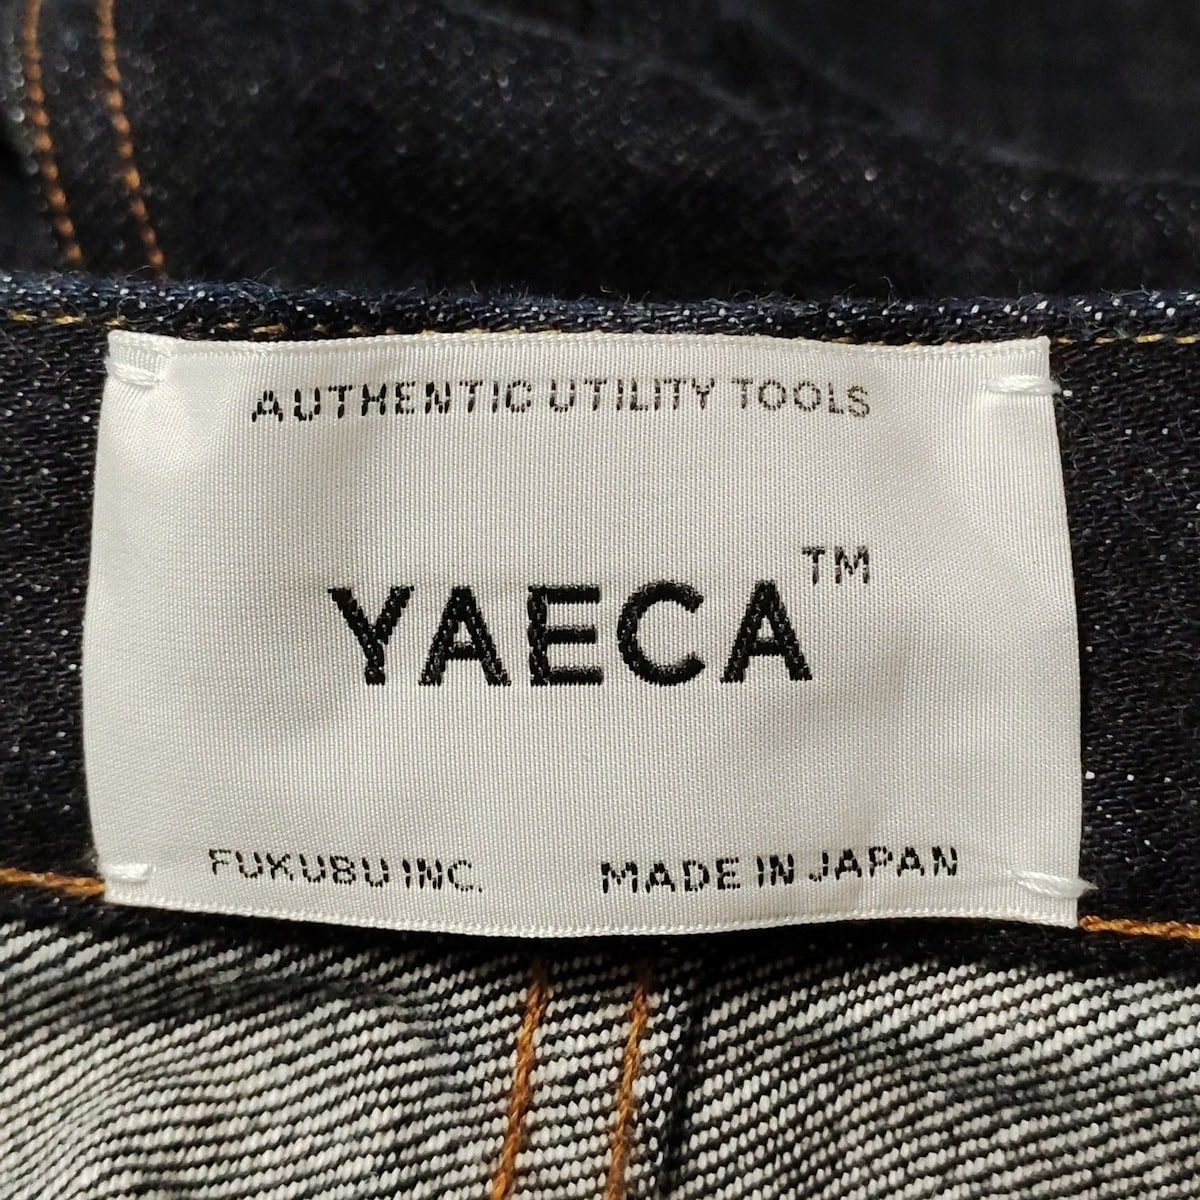 AUTHENTIC UTILITY TOOLS
YAECA™
FUKUBU INC. MADE IN JAPAN